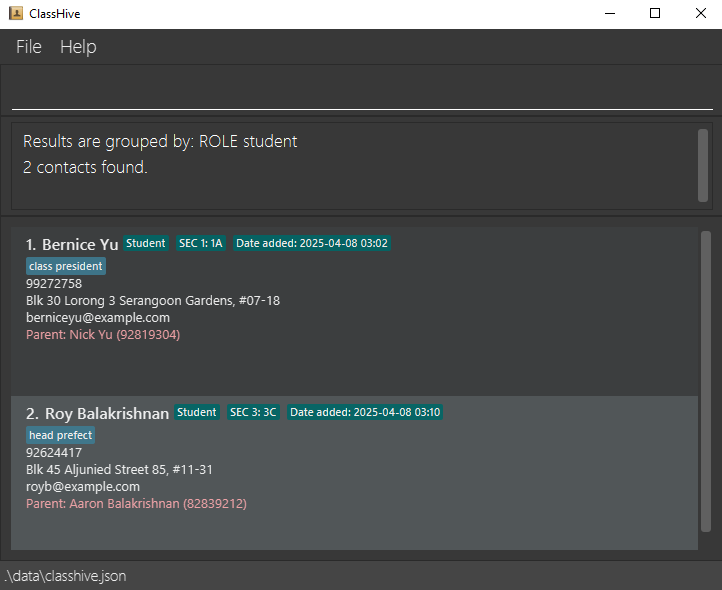 ClassHive
File Help
Results are grouped by: ROLE student
2 contacts found.
1. Bernice Yu Student SEC 1: 1A Date added: 2025-04-08 03:02
class president
99272758
Blk 30 Lorong 3 Serangoon Gardens, #07-18
berniceyu@example.com
Parent: Nick Yu (92819304)
2. Roy Balakrishnan Student SEC 3: 3C Date added: 2025-04-08 03:10
head prefect
92624417
Blk 45 Aljunied Street 85, #11-31
royb@example.com
Parent: Aaron Balakrishnan (82839212)
.\data\classhive.json